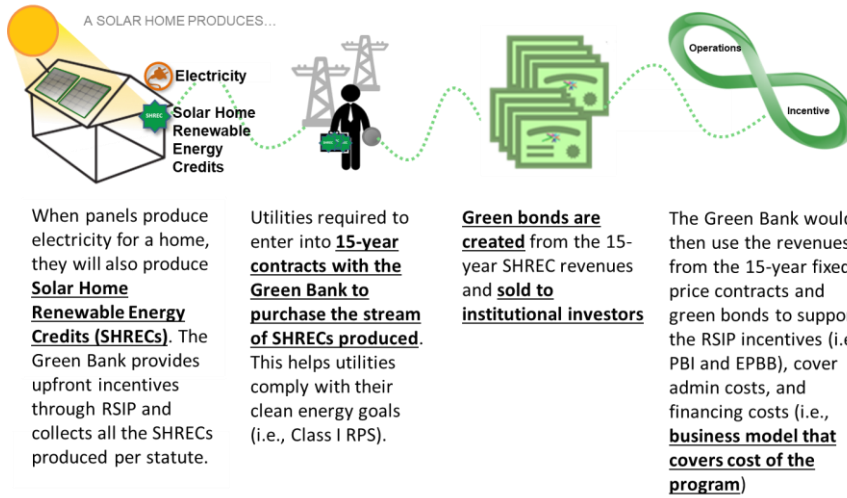 A SOLAR HOME PRODUCES...
Electricity
SHREC
Solar Home
Renewable
Energy
Credits
Operations
Incentive
When panels produce
electricity for a home,
they will also produce
Solar Home
Renewable Energy
Credits (SHRECs). The
Green Bank provides
upfront incentives
through RSIP and
collects all the SHRECs
produced per statute.
Utilities required to
enter into 15-year
contracts with the
Green Bank to
purchase the stream
of SHRECs produced.
This helps utilities
comply with their
clean energy goals
(i.e., Class I RPS).
Green bonds are
created from the 15-
year SHREC revenues
and sold to
institutional investors
The Green Bank would
then use the revenues
from the 15-year fixed
price contracts and
green bonds to suppor
the RSIP incentives (i.e
PBI and EPBB), cover
admin costs, and
financing costs (i.e.,
business model that
covers cost of the
program)